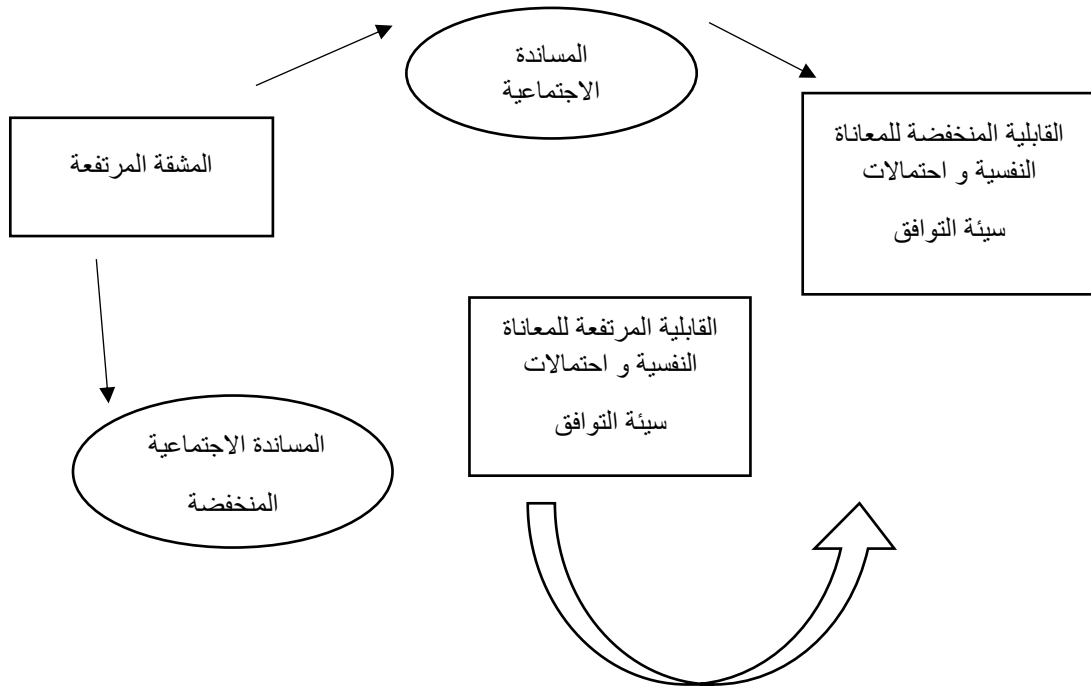 المساندة
الاجتماعية
القابلية المنخفضة للمعاناة
النفسية و احتمالات
سيئة التوافق
المشقة المرتفعة
القابلية المرتفعة للمعاناة
النفسية و احتمالات
سيئة التوافق
المساندة الاجتماعية
المنخفضة